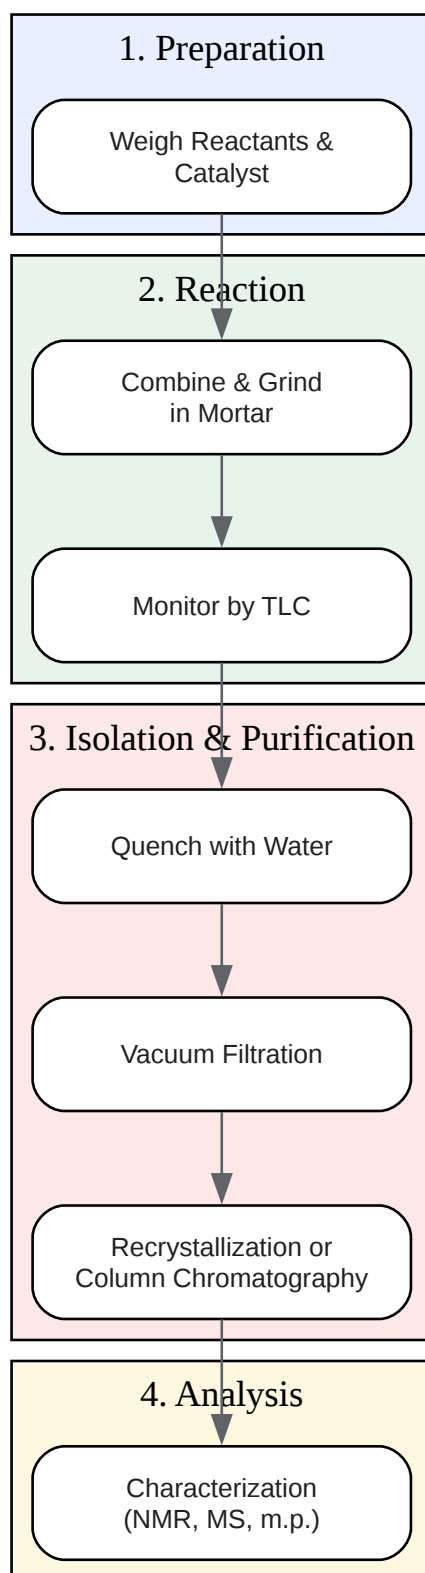 1. Preparation
Weigh Reactants &
Catalyst
2. Reaction
Combine & Grind
in Mortar
Monitor by TLC
3. Isolation & Purification
Quench with Water
Vacuum Filtration
Recrystallization or
Column Chromatography
4. Analysis
Characterization
(NMR, MS, m.p.)